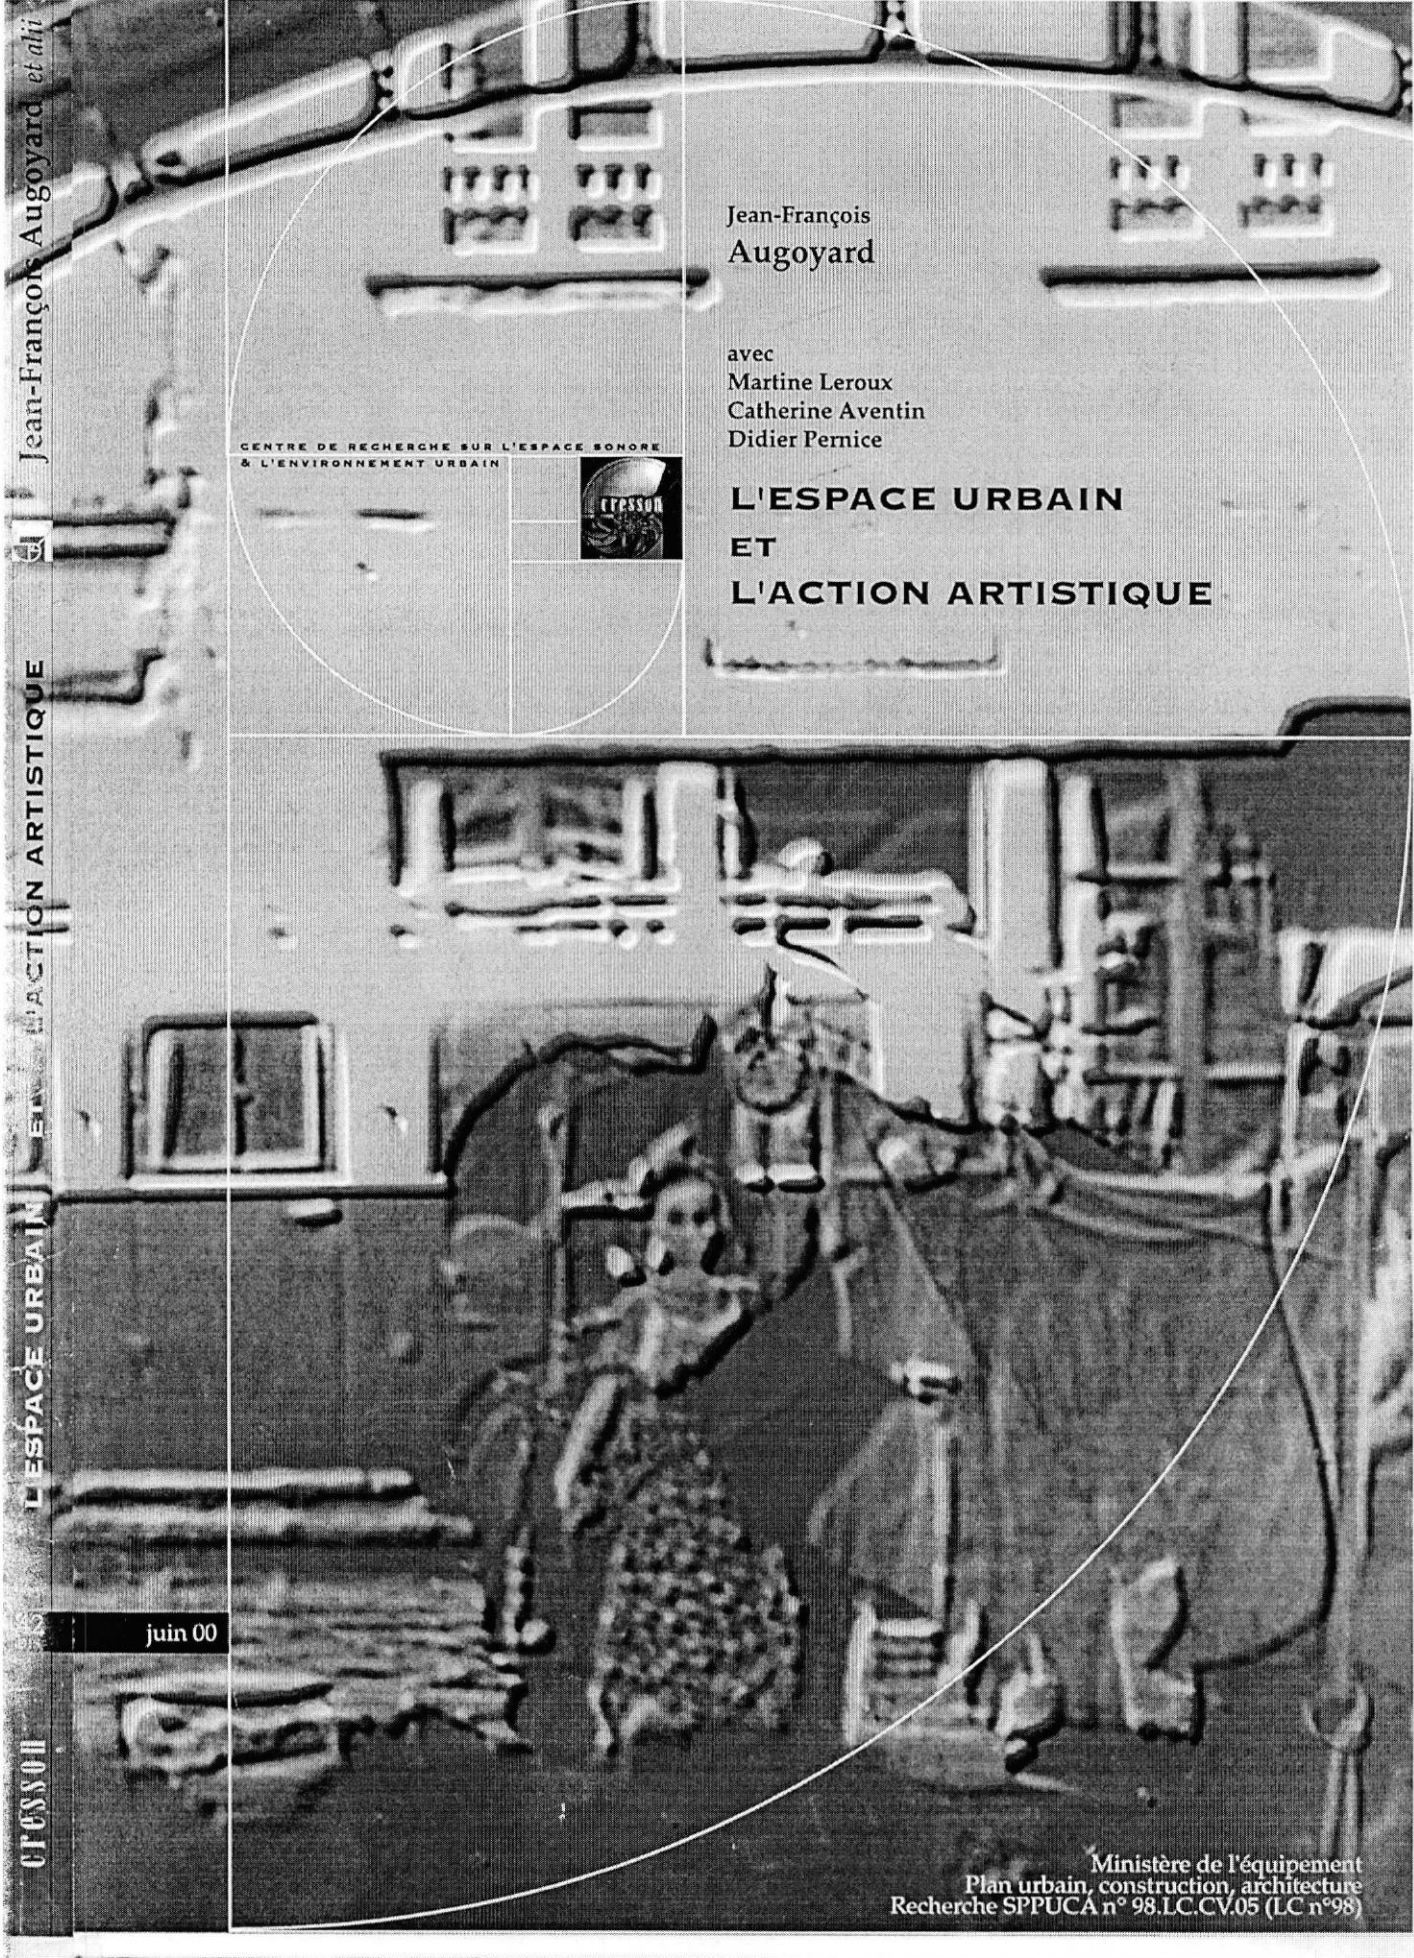 Jean-François Augoyard et alii
L'ESPACE URBAIN ET L'ACTION ARTISTIQUE
cresson
Jean-François
Augoyard
avec
Martine Leroux
Catherine Aventin
Didier Pernice
CENTRE DE RECHERCHE SUR L'ESPACE SONORE
& L'ENVIRONNEMENT URBAIN
cresson
L'ESPACE URBAIN
ET
L'ACTION ARTISTIQUE
juin 00
Ministère de l'équipement
Plan urbain, construction, architecture
Recherche SPPUCA n° 98.LC.CV.05 (LC n°98)